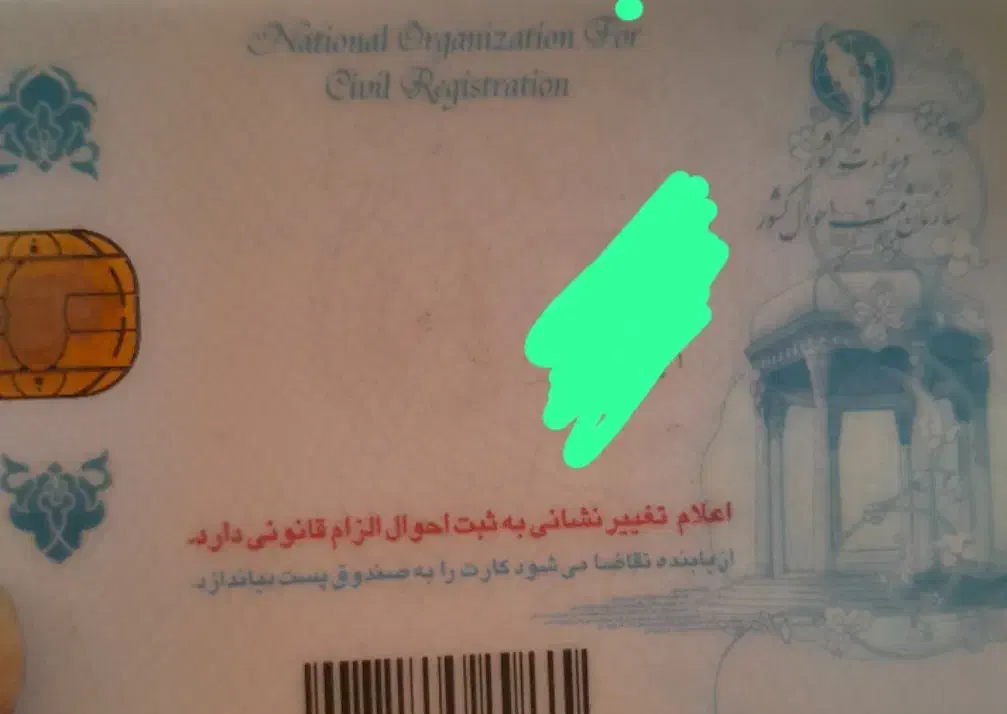 National Organization For
Civil Registration
وزارت کشور
سازمان ثبت احوال کشور
اعلام تغییر نشانی به ثبت احوال الزام قانونی دارد.
از یابنده تقاضا می شود کارت را به صندوق پست بیاندازد.